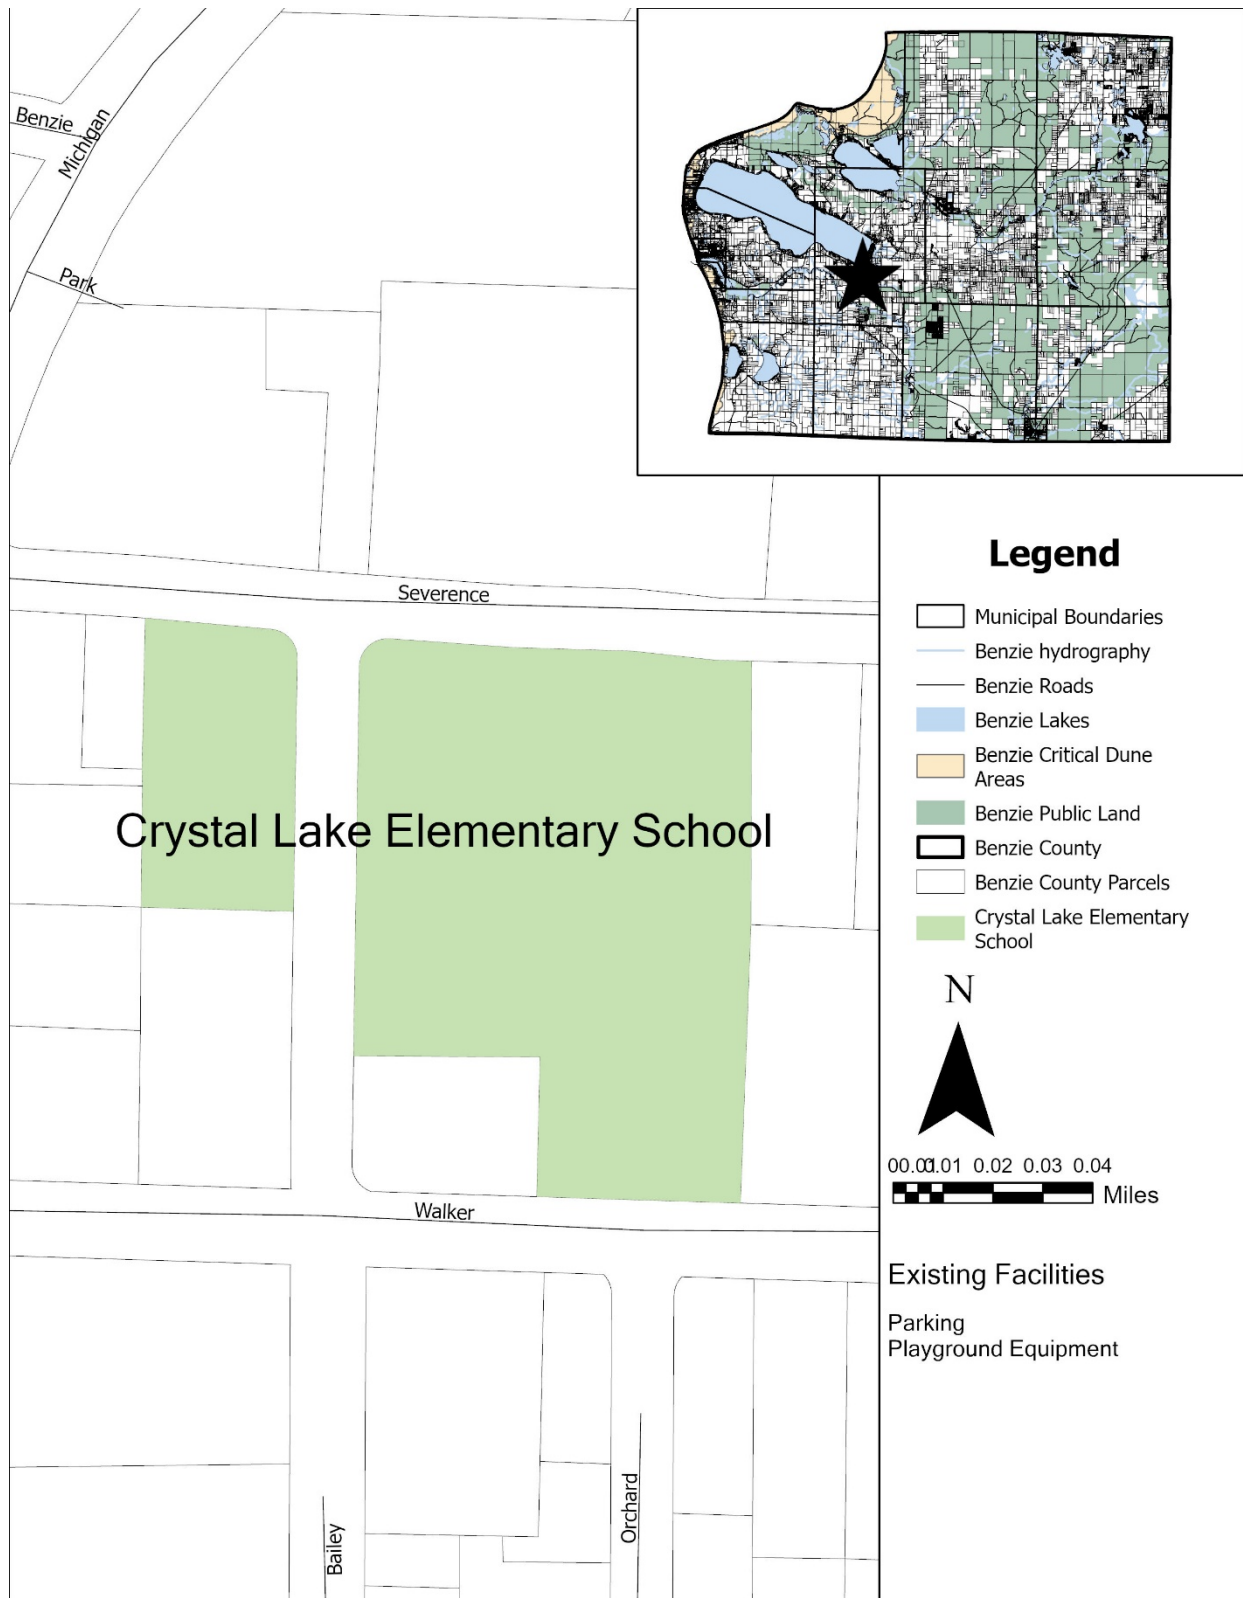 Benzie
Michigan
Park
Severence
Crystal Lake Elementary School
Walker
Bailey
Orchard
Legend
Municipal Boundaries
Benzie hydrography
Benzie Roads
Benzie Lakes
Benzie Critical Dune
Areas
Benzie Public Land
Benzie County
Benzie County Parcels
Crystal Lake Elementary
School
N
0.02 0.03 0.04
Miles
Existing Facilities
Parking
Playground Equipment